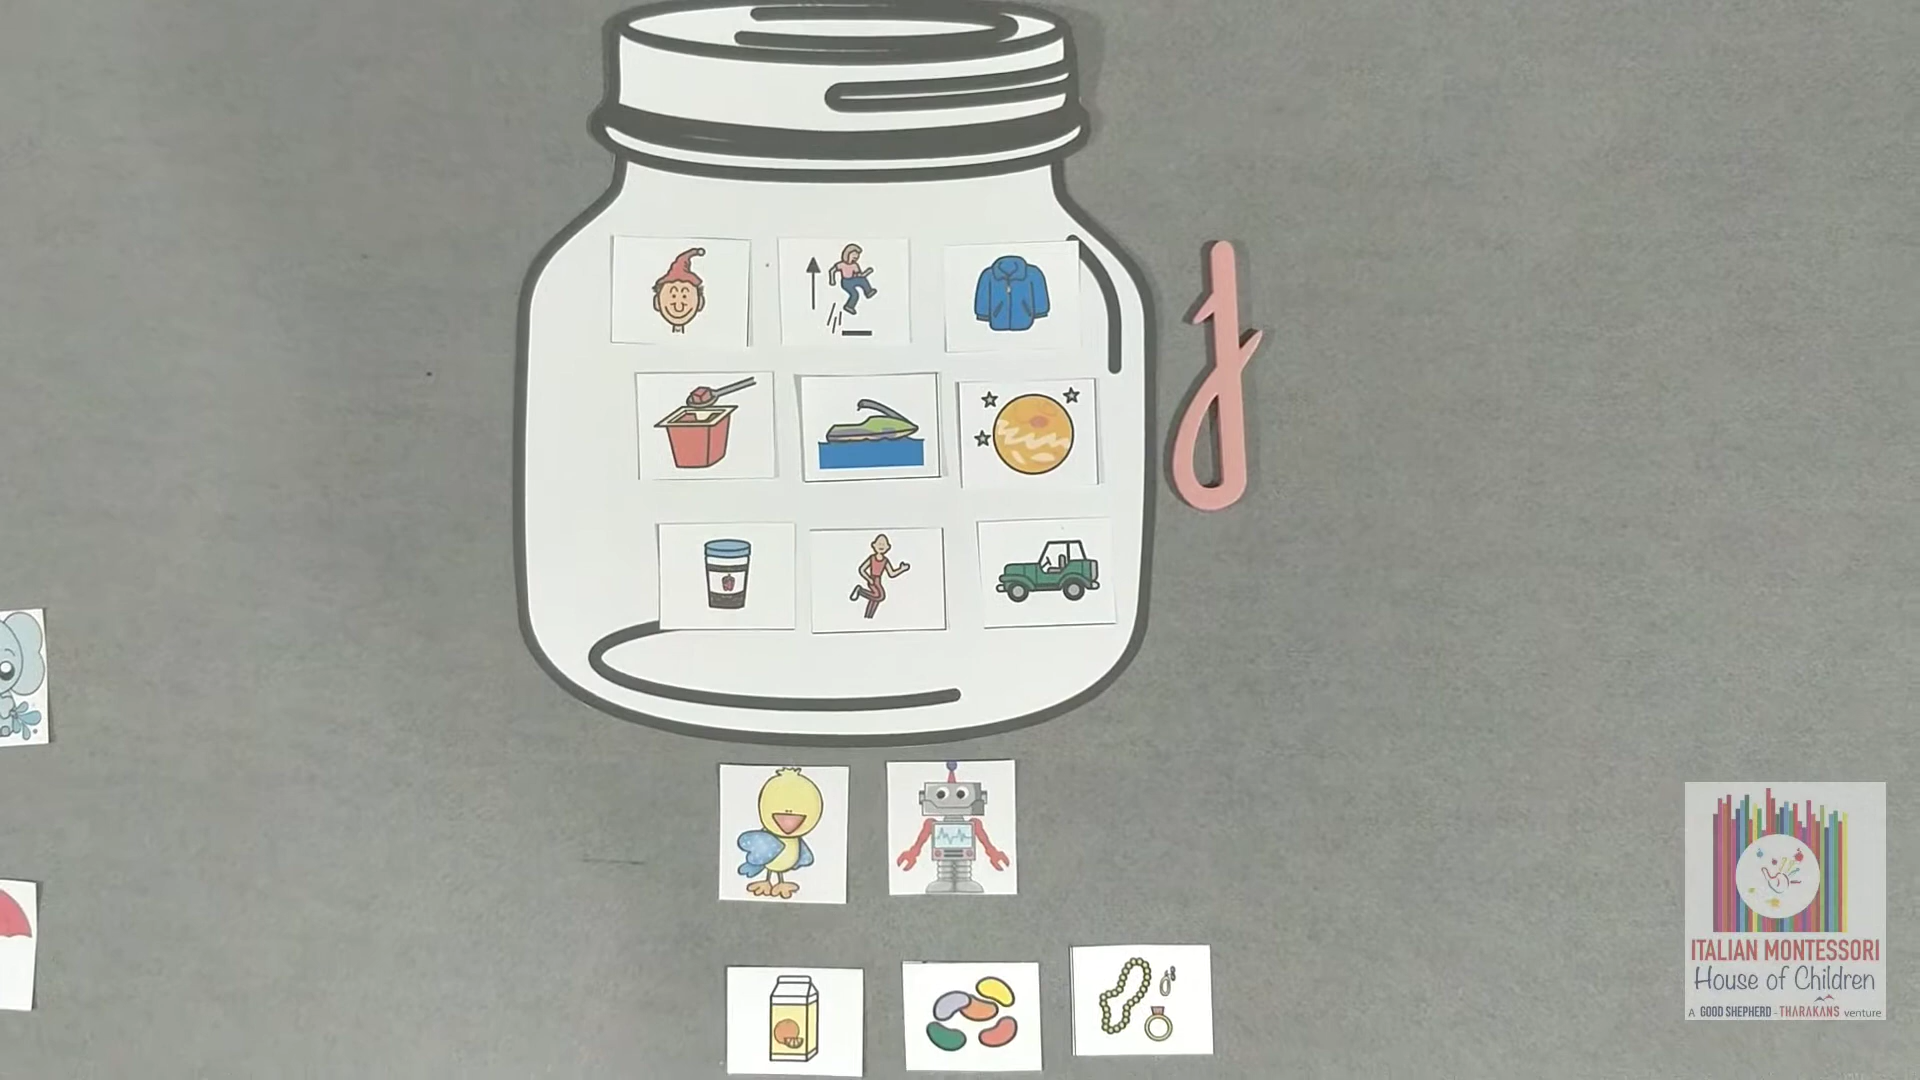 j
ITALIAN MONTESSORI
House of Children
A GOOD SHEPHERD - THARAKANS venture